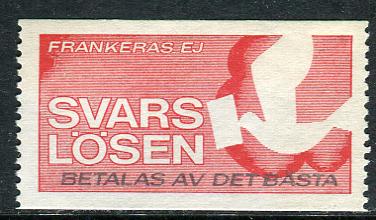 FRANKERAS EJ
SVARS
LÖSEN
BETALAS AV DET BÄSTA